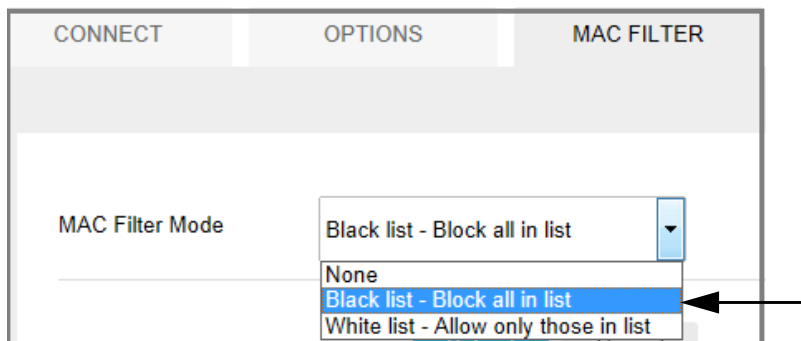 CONNECT OPTIONS MAC FILTER
MAC Filter Mode Black list - Block all in list
None
Black list - Block all in list
White list - Allow only those in list